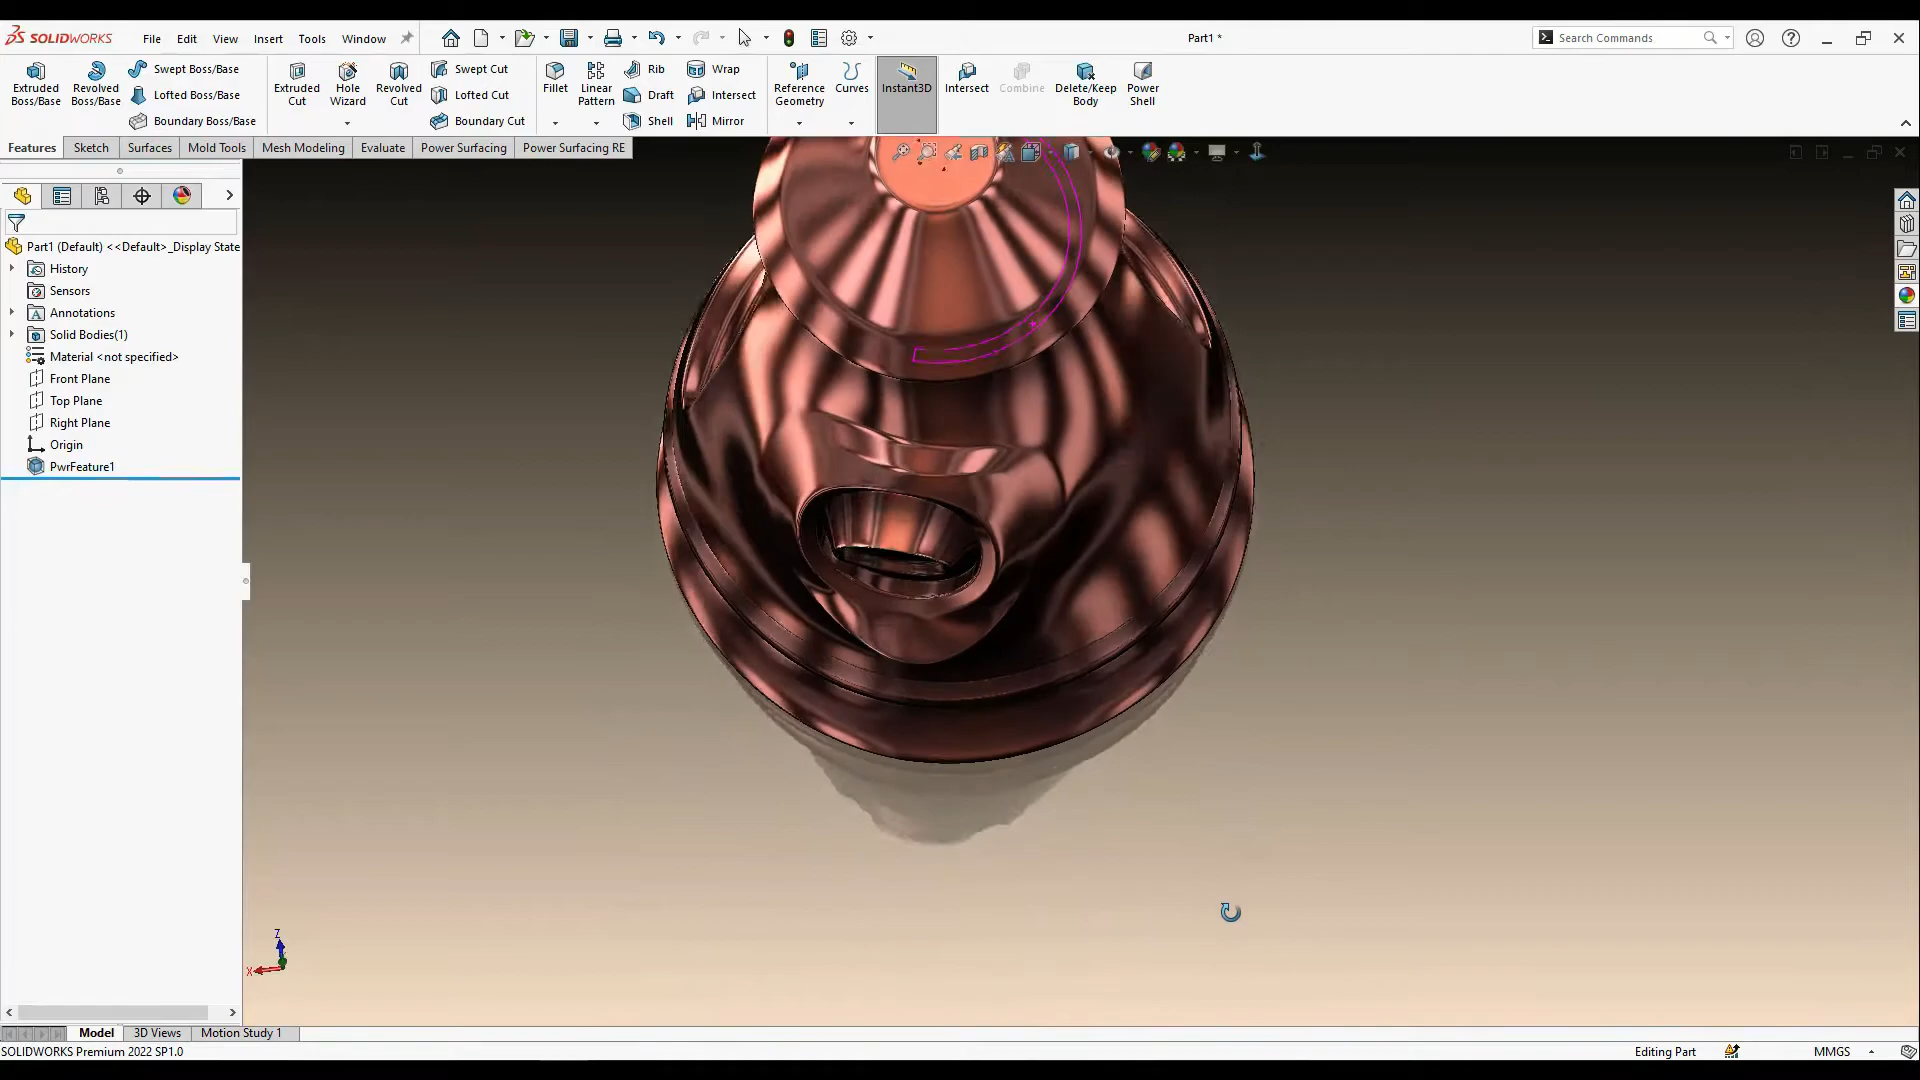 SOLIDWORKS File Edit View Insert Tools Window Part1 * Search Commands
Extruded Boss/Base
Revolved Boss/Base
Swept Boss/Base
Lofted Boss/Base
Boundary Boss/Base
Extruded Cut
Hole Wizard
Revolved Cut
Swept Cut
Lofted Cut
Boundary Cut
Fillet
Linear Pattern
Rib
Draft
Shell
Wrap
Intersect
Mirror
Reference Geometry
Curves
Instant3D
Intersect
Combine
Delete/Keep Body
Power Shell
Features Sketch Surfaces Mold Tools Mesh Modeling Evaluate Power Surfacing Power Surfacing RE
Part1 (Default) <<Default>_Display State
History
Sensors
Annotations
Solid Bodies(1)
Material <not specified>
Front Plane
Top Plane
Right Plane
Origin
PwrFeature1
Z
X
Model 3D Views Motion Study 1
SOLIDWORKS Premium 2022 SP1.0 Editing Part MMGS